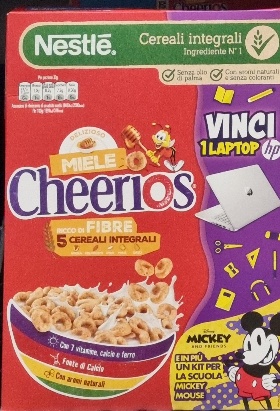 Nestlé.
Cereali integrali
Ingrediente N°1
Senza olio
di palma
Con aromi naturali
e senza coloranti
DELIZIOSO
MIELE
Cheerios
RICCO DI FIBRE
5 CEREALI INTEGRALI
Con 7 vitamine, calcio e ferro
Fonte di Calcio
Con aromi naturali
VINCI
1 LAPTOP hp
Disney
MICKEY
AND FRIENDS
E IN PIÙ
UN KIT PER
LA SCUOLA
MICKEY
MOUSE